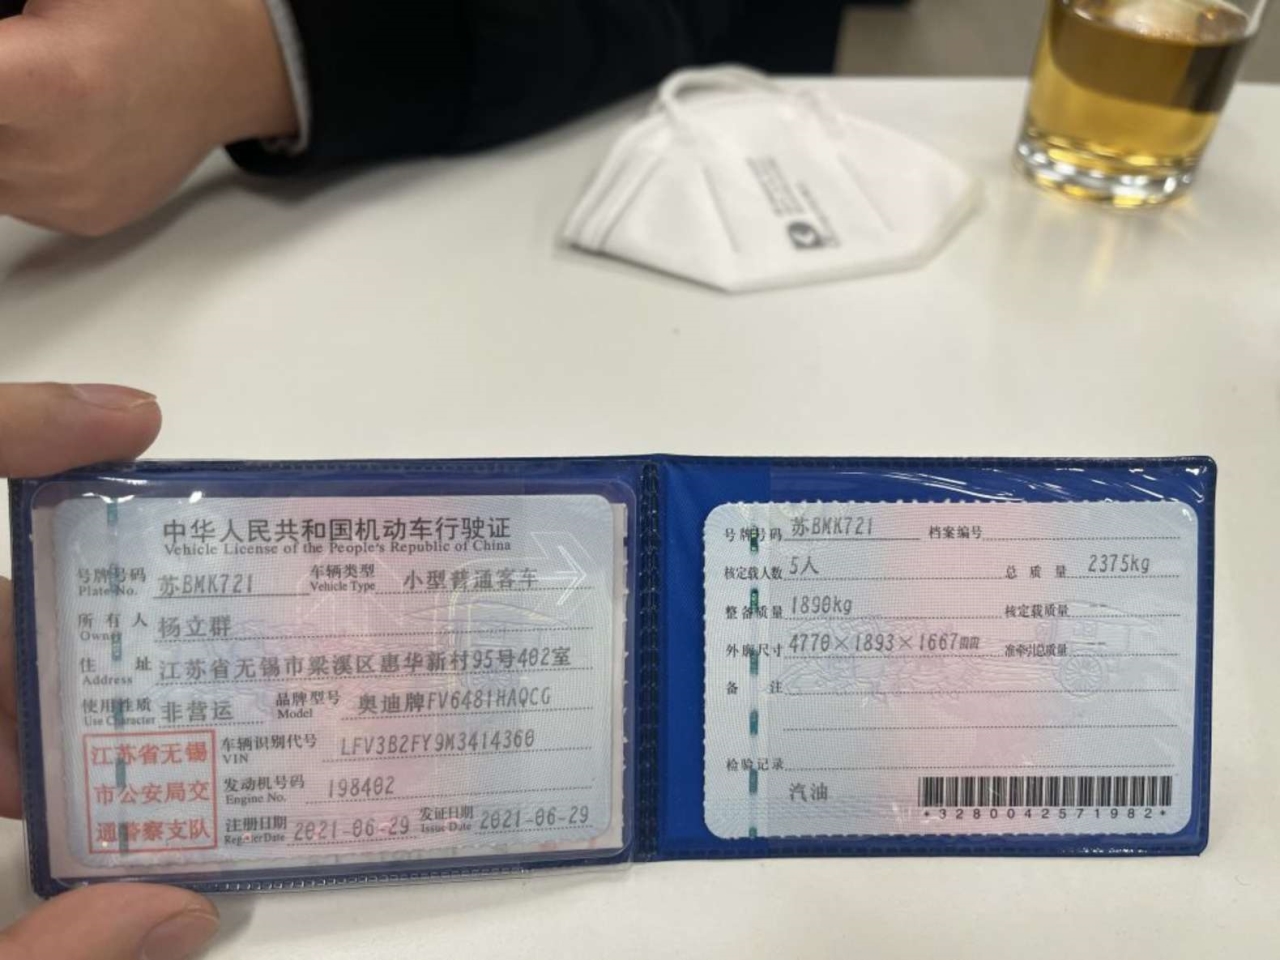 中华人民共和国机动车行驶证
Vehicle License of the People's Republic of China
号牌号码 苏BMK721 车辆类型 小型普通客车
Plate No. Vehicle Type
所有人 杨立群
Owner
住址 江苏省无锡市梁溪区惠华新村95号402室
Address
使用性质 非营运 品牌型号 奥迪牌FV6481HAQCG
Use Character Model
江苏省无锡
市公安局交
通警察支队
车辆识别代号 LFV3B2FY9M3414360
VIN
发动机号码 198402
Engine No.
注册日期 2021-06-29 发证日期 2021-06-29
Register Date Issue Date
号牌号码 苏BMK721 档案编号
核定载人数 5人 总质量 2375kg
整备质量 1890kg 核定载质量 --
外廓尺寸 4770×1893×1667mm 准牵引总质量 --
备注
检验记录
汽油
*3280042571982*